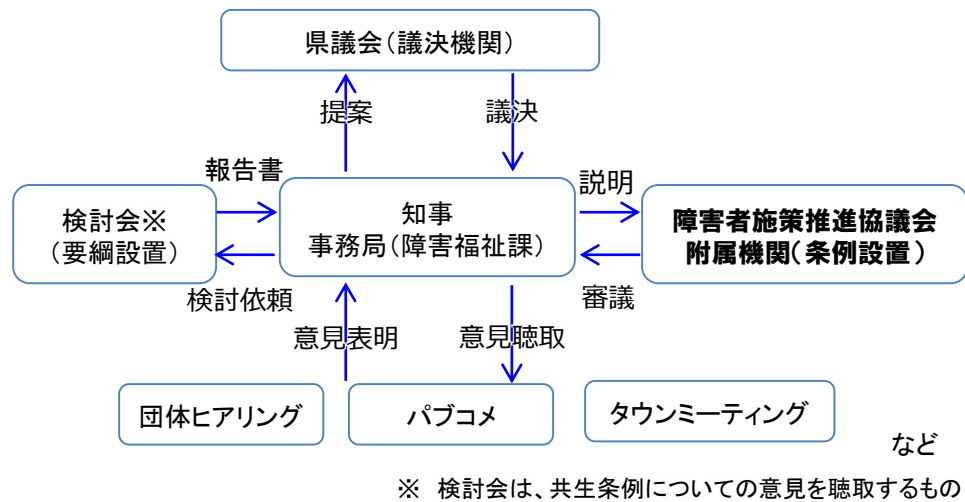 県議会（議決機関）
提案
議決
報告書
説明
検討会※
（要綱設置）
知事
事務局（障害福祉課）
障害者施策推進協議会
附属機関（条例設置）
検討依頼
審議
意見表明
意見聴取
団体ヒアリング
パブコメ
タウンミーティング
など
※　検討会は、共生条例についての意見を聴取するもの